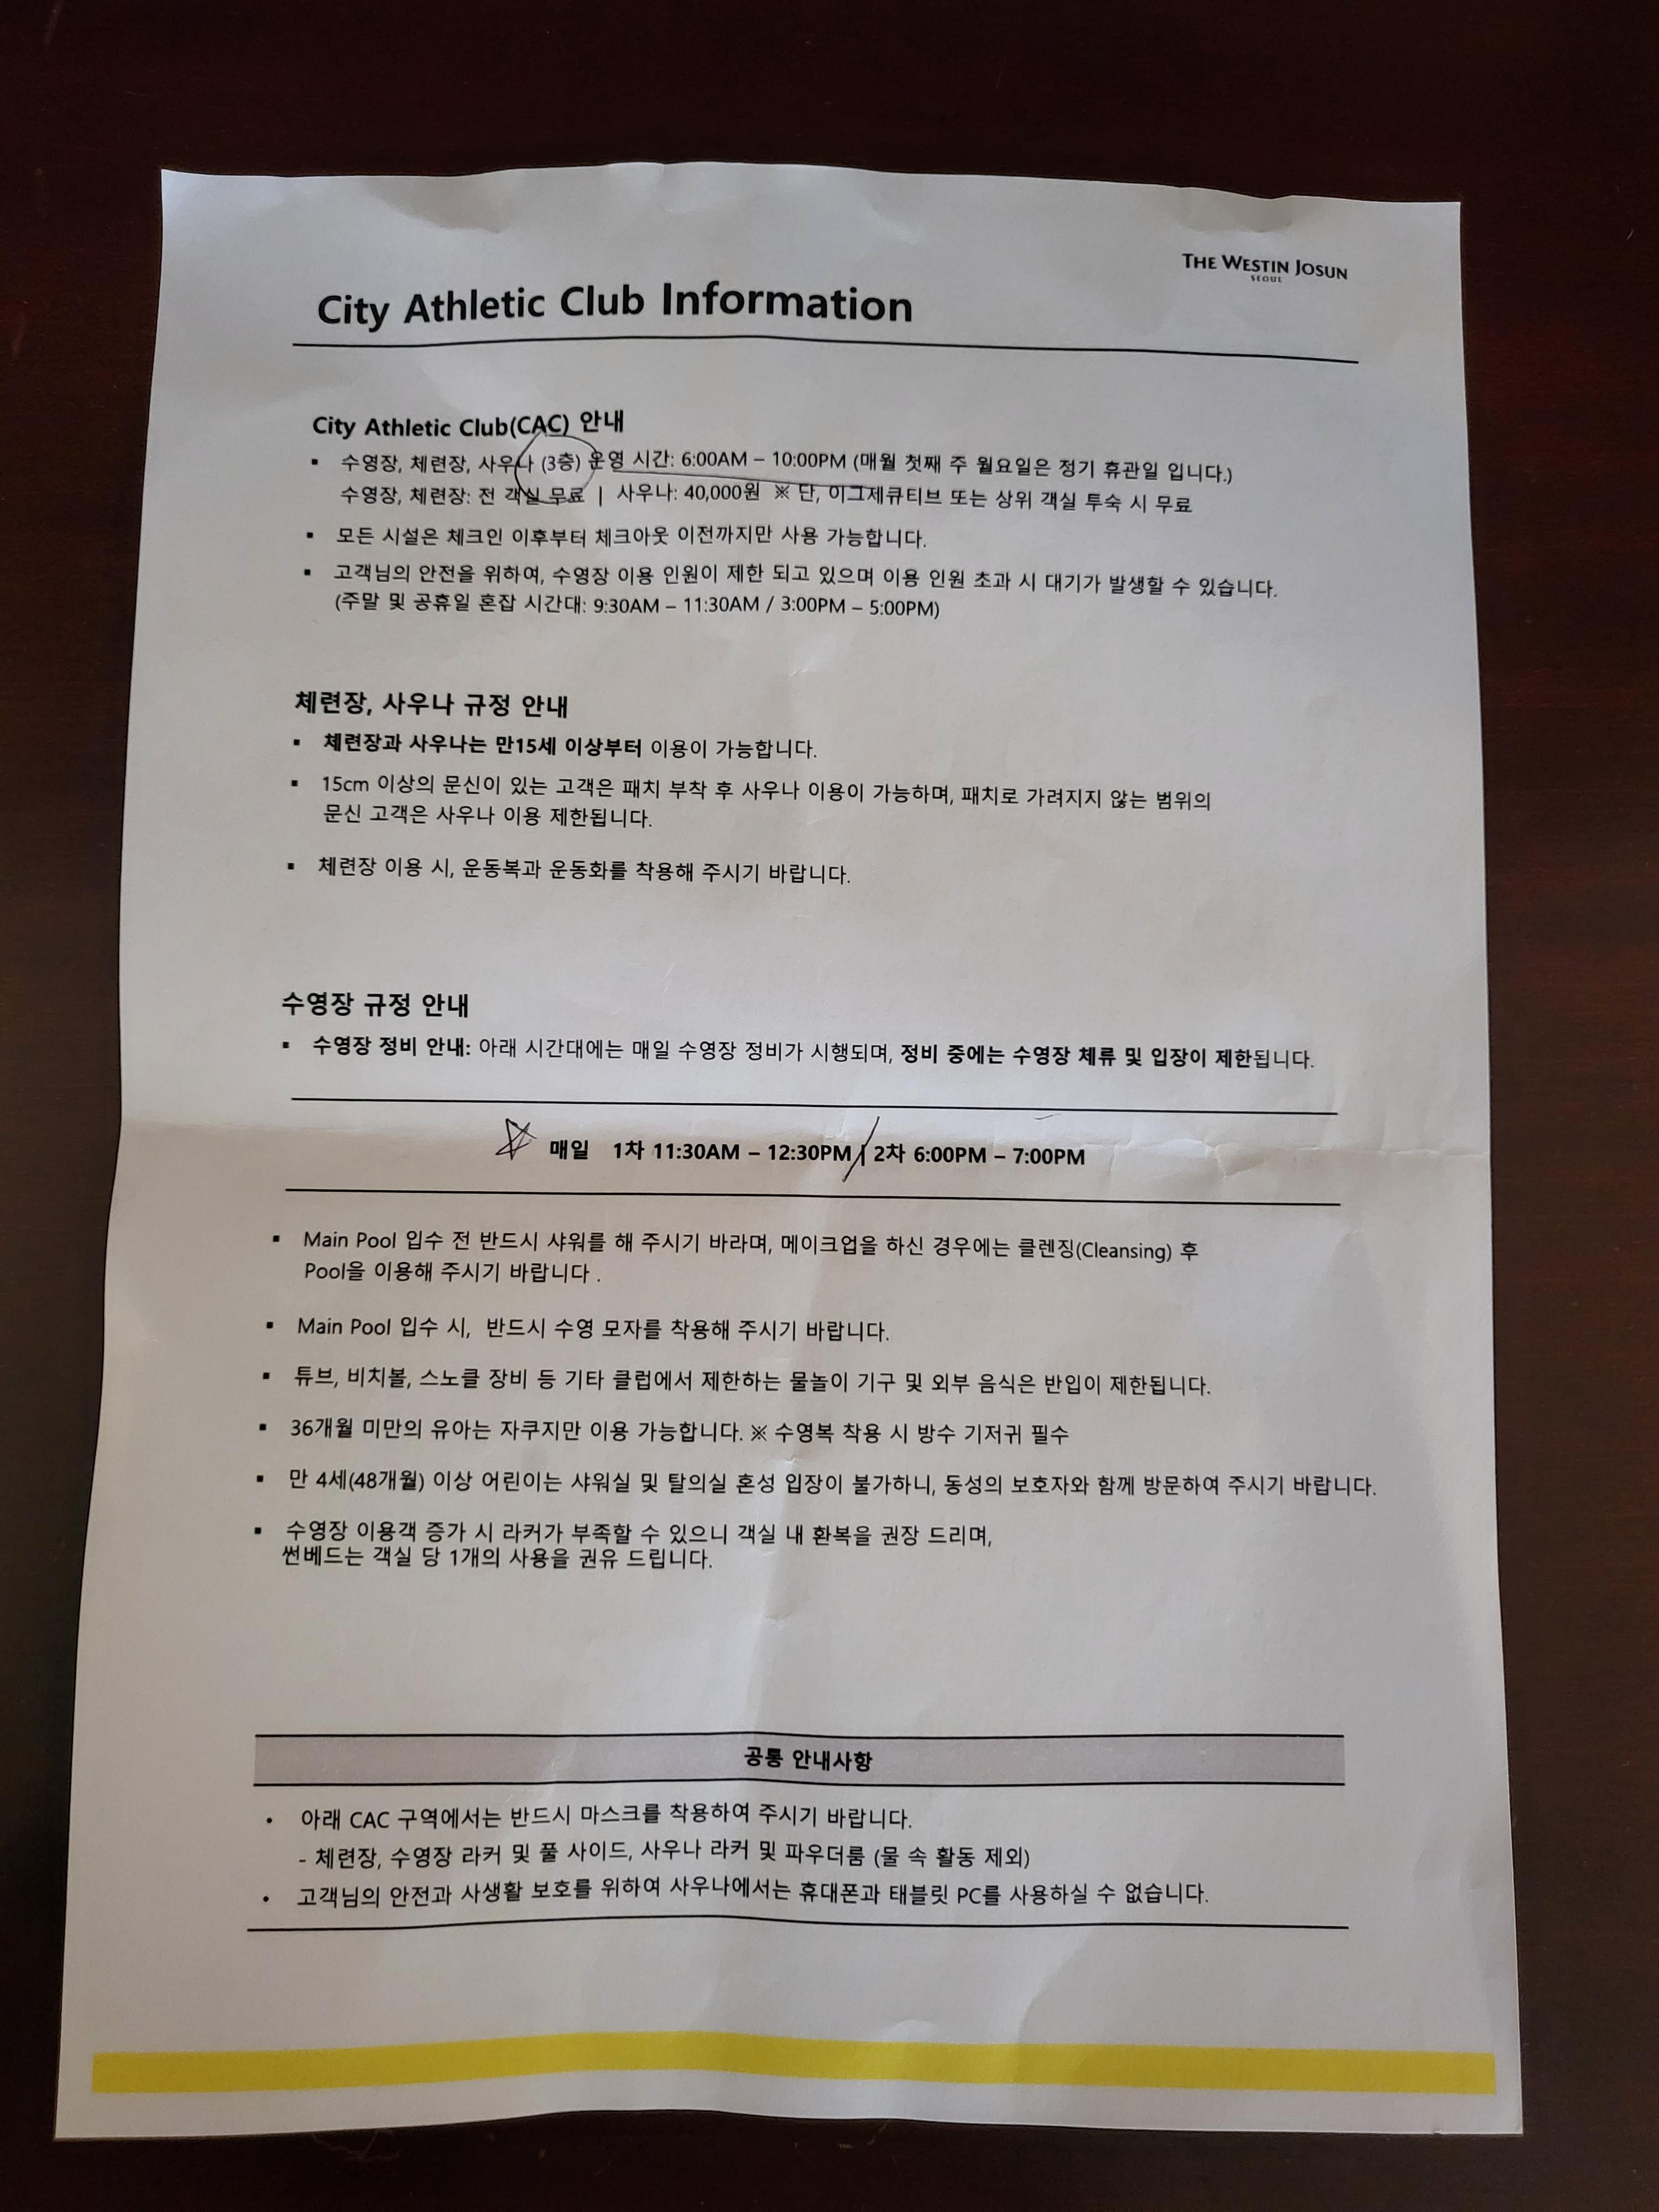 THE WESTIN JOSUN
SEOUL
City Athletic Club Information
City Athletic Club(CAC) 안내
▪ 수영장, 체련장, 사우나 (3층) 운영 시간: 6:00AM – 10:00PM (매월 첫째 주 월요일은 정기 휴관일 입니다.)
수영장, 체련장: 전 객실 무료 | 사우나: 40,000원 ※ 단, 이그제큐티브 또는 상위 객실 투숙 시 무료
▪ 모든 시설은 체크인 이후부터 체크아웃 이전까지만 사용 가능합니다.
▪ 고객님의 안전을 위하여, 수영장 이용 인원이 제한 되고 있으며 이용 인원 초과 시 대기가 발생할 수 있습니다.
(주말 및 공휴일 혼잡 시간대: 9:30AM – 11:30AM / 3:00PM – 5:00PM)
체련장, 사우나 규정 안내
▪ 체련장과 사우나는 만15세 이상부터 이용이 가능합니다.
▪ 15cm 이상의 문신이 있는 고객은 패치 부착 후 사우나 이용이 가능하며, 패치로 가려지지 않는 범위의
문신 고객은 사우나 이용 제한됩니다.
▪ 체련장 이용 시, 운동복과 운동화를 착용해 주시기 바랍니다.
수영장 규정 안내
▪ 수영장 정비 안내: 아래 시간대에는 매일 수영장 정비가 시행되며, 정비 중에는 수영장 체류 및 입장이 제한됩니다.
매일 1차 11:30AM – 12:30PM | 2차 6:00PM – 7:00PM
▪ Main Pool 입수 전 반드시 샤워를 해 주시기 바라며, 메이크업을 하신 경우에는 클렌징(Cleansing) 후
Pool을 이용해 주시기 바랍니다 .
▪ Main Pool 입수 시, 반드시 수영 모자를 착용해 주시기 바랍니다.
▪ 튜브, 비치볼, 스노클 장비 등 기타 클럽에서 제한하는 물놀이 기구 및 외부 음식은 반입이 제한됩니다.
▪ 36개월 미만의 유아는 자쿠지만 이용 가능합니다. ※ 수영복 착용 시 방수 기저귀 필수
▪ 만 4세(48개월) 이상 어린이는 샤워실 및 탈의실 혼성 입장이 불가하니, 동성의 보호자와 함께 방문하여 주시기 바랍니다.
▪ 수영장 이용객 증가 시 라커가 부족할 수 있으니 객실 내 환복을 권장 드리며,
썬베드는 객실 당 1개의 사용을 권유 드립니다.
공통 안내사항
• 아래 CAC 구역에서는 반드시 마스크를 착용하여 주시기 바랍니다.
- 체련장, 수영장 라커 및 풀 사이드, 사우나 라커 및 파우더룸 (물 속 활동 제외)
• 고객님의 안전과 사생활 보호를 위하여 사우나에서는 휴대폰과 태블릿 PC를 사용하실 수 없습니다.